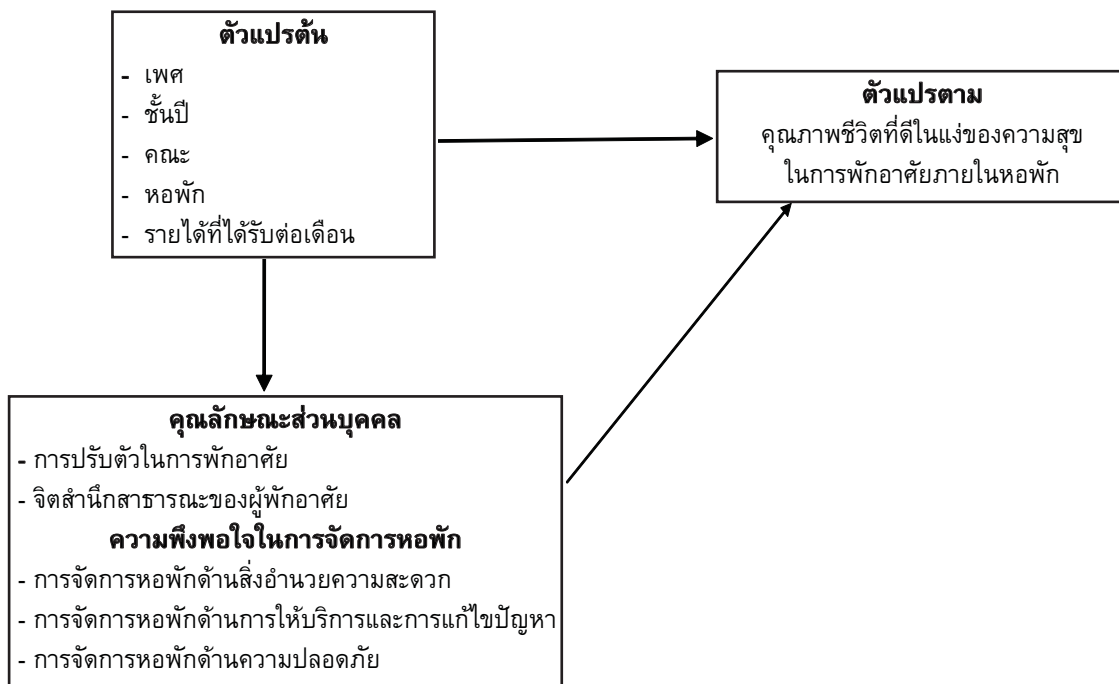 ตัวแปรต้น
- เพศ
- ชั้นปี
- คณะ
- หอพัก
- รายได้ที่ได้รับต่อเดือน
ตัวแปรตาม
คุณภาพชีวิตที่ดีในแง่ของความสุข
ในการพักอาศัยภายในหอพัก
คุณลักษณะส่วนบุคคล
- การปรับตัวในการพักอาศัย
- จิตสำนึกสาธารณะของผู้พักอาศัย
ความพึงพอใจในการจัดการหอพัก
- การจัดการหอพักด้านสิ่งอำนวยความสะดวก
- การจัดการหอพักด้านการให้บริการและการแก้ไขปัญหา
- การจัดการหอพักด้านความปลอดภัย